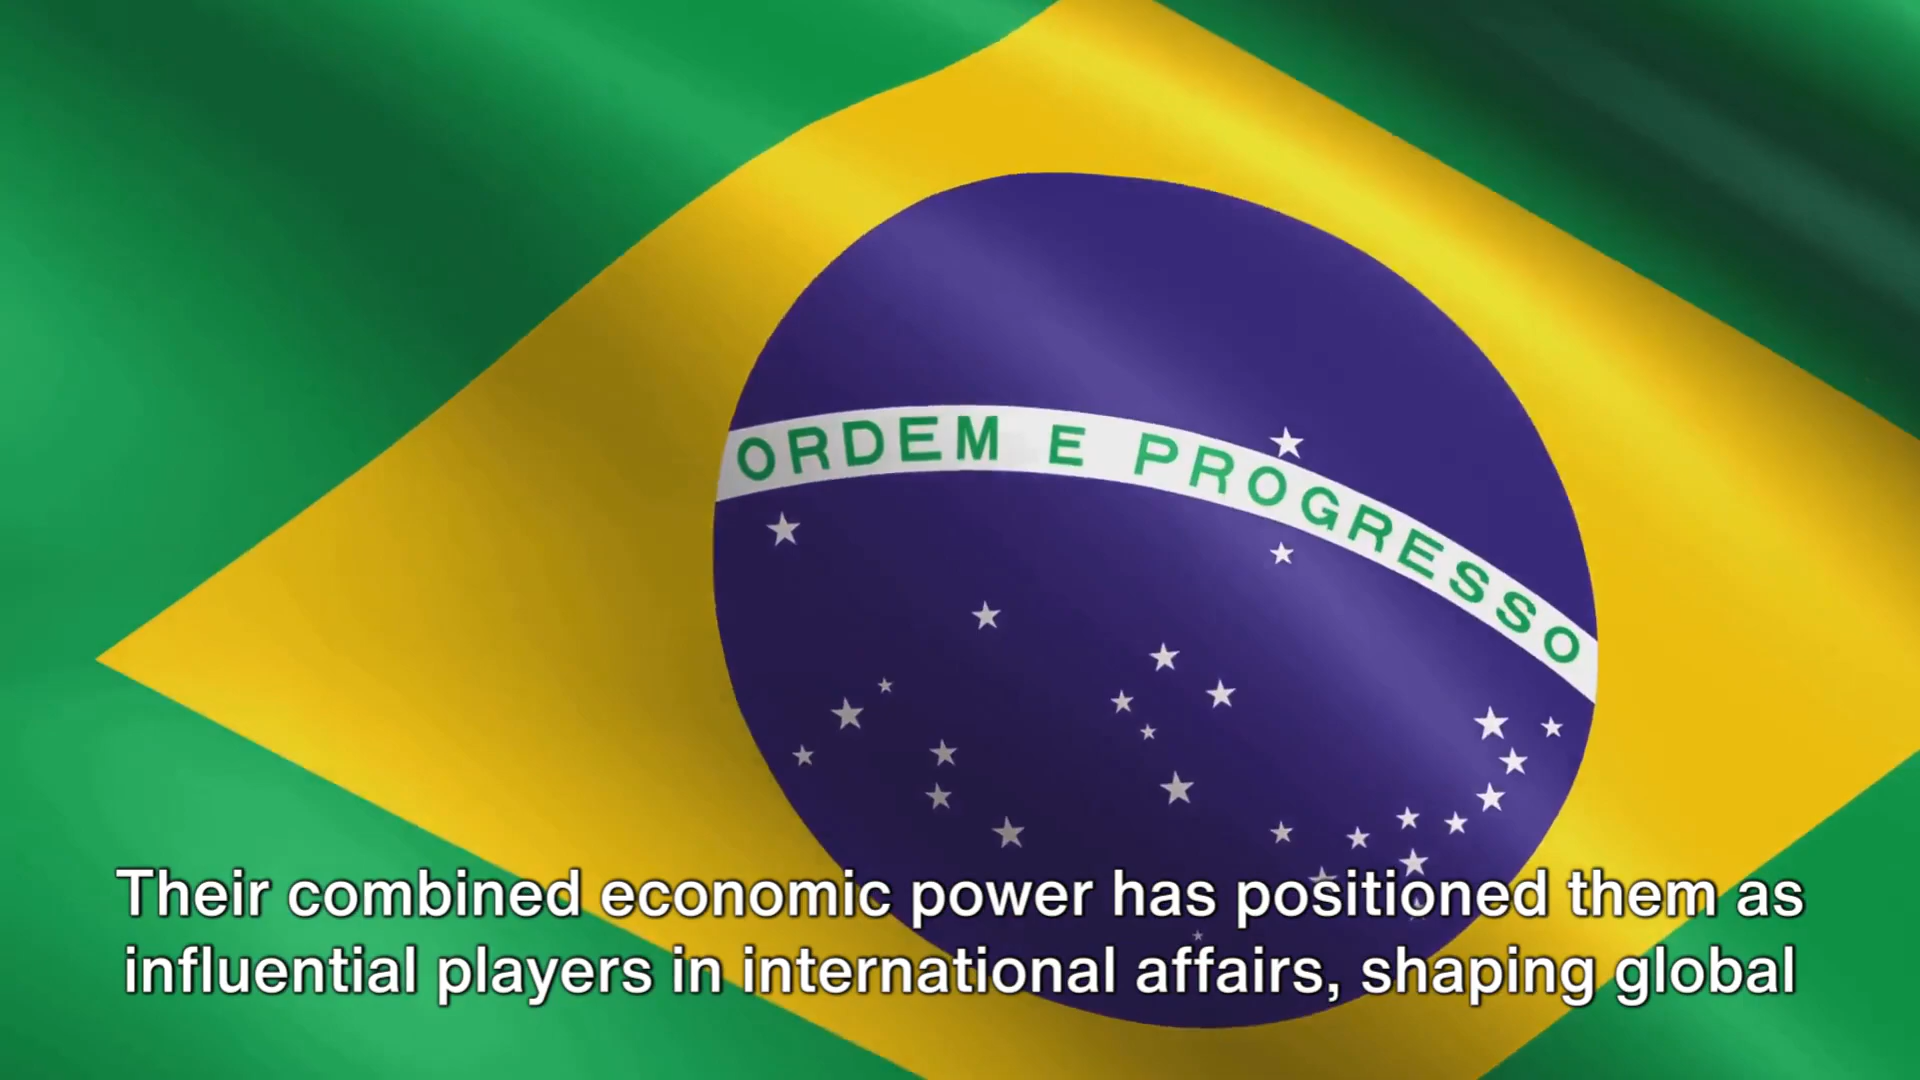 ORDEM E PROGRESSO
Their combined economic power has positioned them as
influential players in international affairs, shaping global